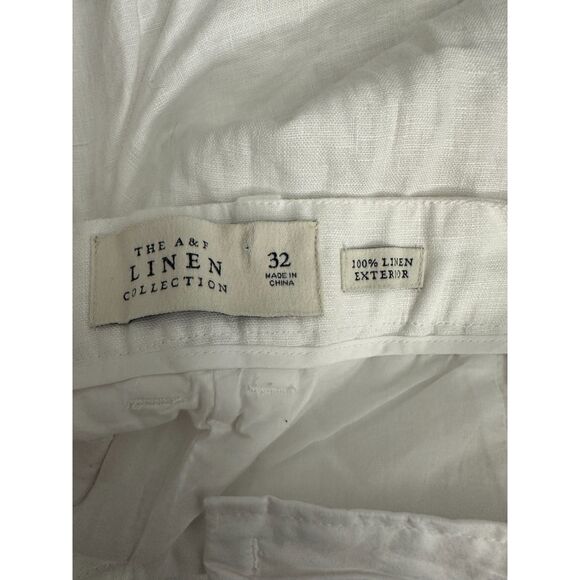 THE A & F
LINEN
COLLECTION
32
MADE IN
CHINA
100% LINEN
EXTERIOR